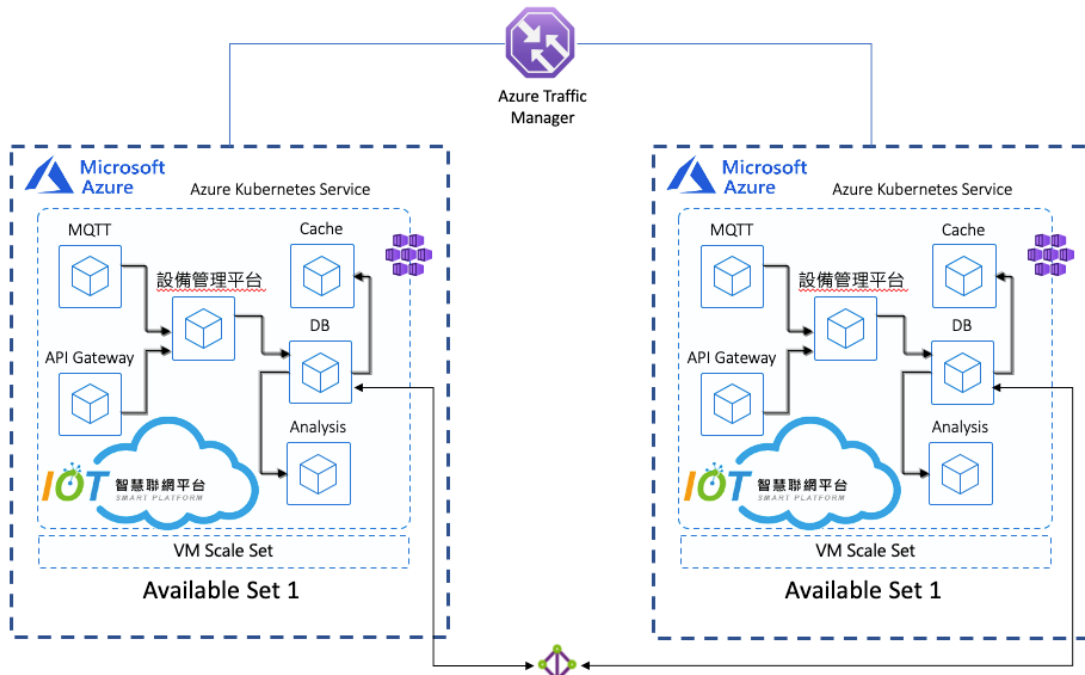 Azure Traffic
Manager
Microsoft
Azure
Azure Kubernetes Service
MQTT
Cache
設備管理平台
DB
API Gateway
Analysis
IOT 智慧聯網平台
SMART PLATFORM
VM Scale Set
Available Set 1
Microsoft
Azure
Azure Kubernetes Service
MQTT
Cache
設備管理平台
DB
API Gateway
Analysis
IOT 智慧聯網平台
SMART PLATFORM
VM Scale Set
Available Set 1